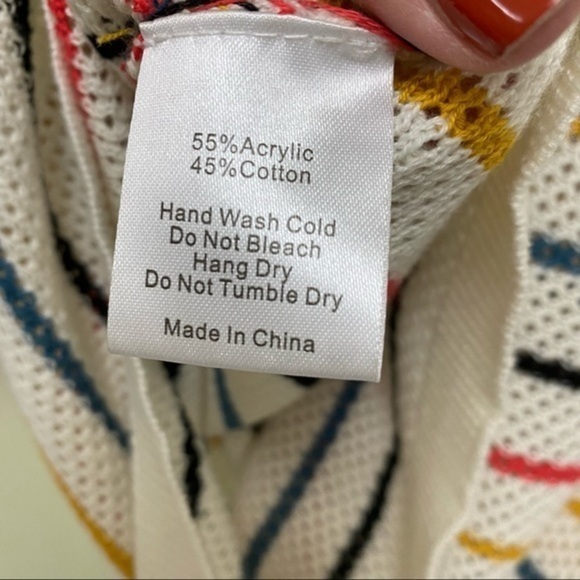 55%Acrylic
45%Cotton
Hand Wash Cold
Do Not Bleach
Hang Dry
Do Not Tumble Dry
Made In China